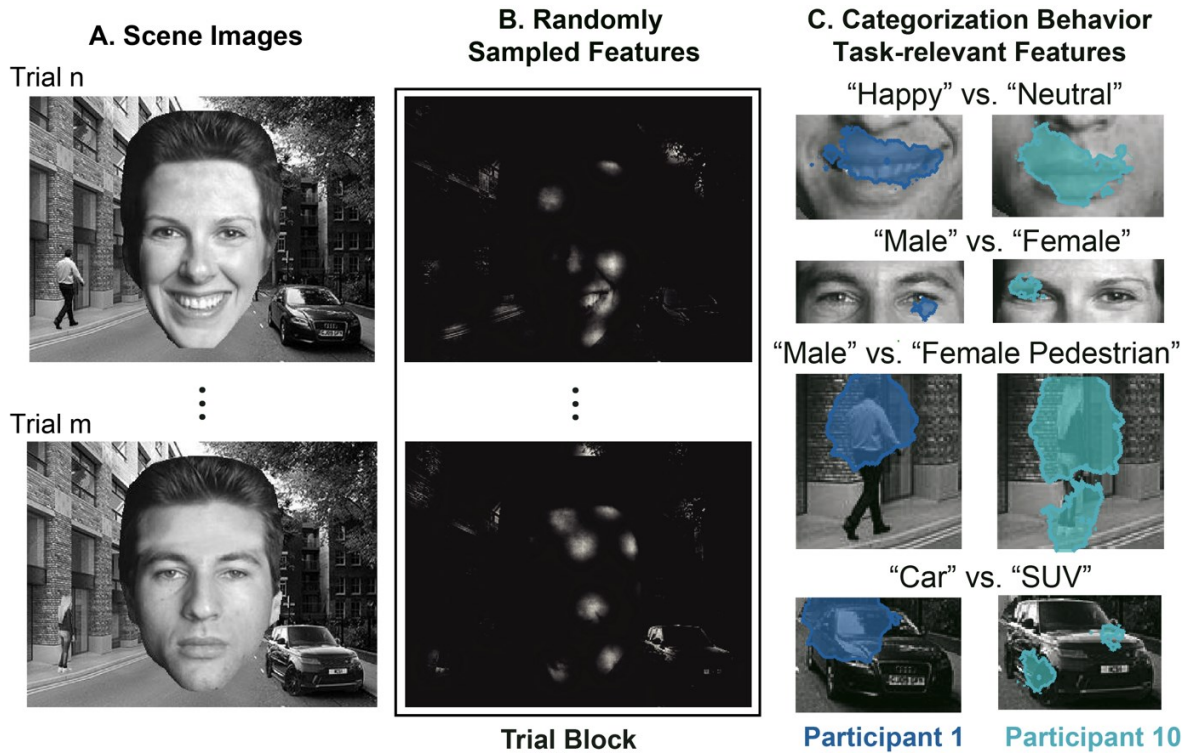 A. Scene Images
Trial n
Trial m
B. Randomly
Sampled Features
Trial Block
C. Categorization Behavior
Task-relevant Features
“Happy” vs. “Neutral”
“Male” vs. “Female”
“Male” vs. “Female Pedestrian”
“Car” vs. “SUV”
Participant 1
Participant 10